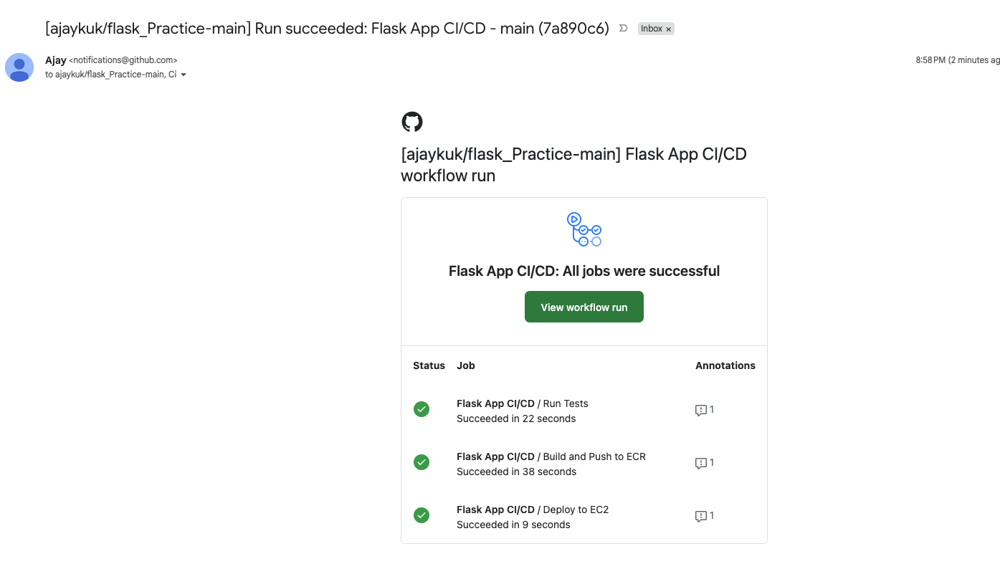 [ajaykuk/flask_Practice-main] Run succeeded: Flask App CI/CD - main (7a890c6)
Inbox ×
Ajay <notifications@github.com>
8:58 PM (2 minutes ag
to ajaykuk/flask_Practice-main, Ci
[ajaykuk/flask_Practice-main] Flask App CI/CD
workflow run
Flask App CI/CD: All jobs were successful
View workflow run
Status Job Annotations
Flask App CI/CD / Run Tests
Succeeded in 22 seconds
1
Flask App CI/CD / Build and Push to ECR
Succeeded in 38 seconds
1
Flask App CI/CD / Deploy to EC2
Succeeded in 9 seconds
1